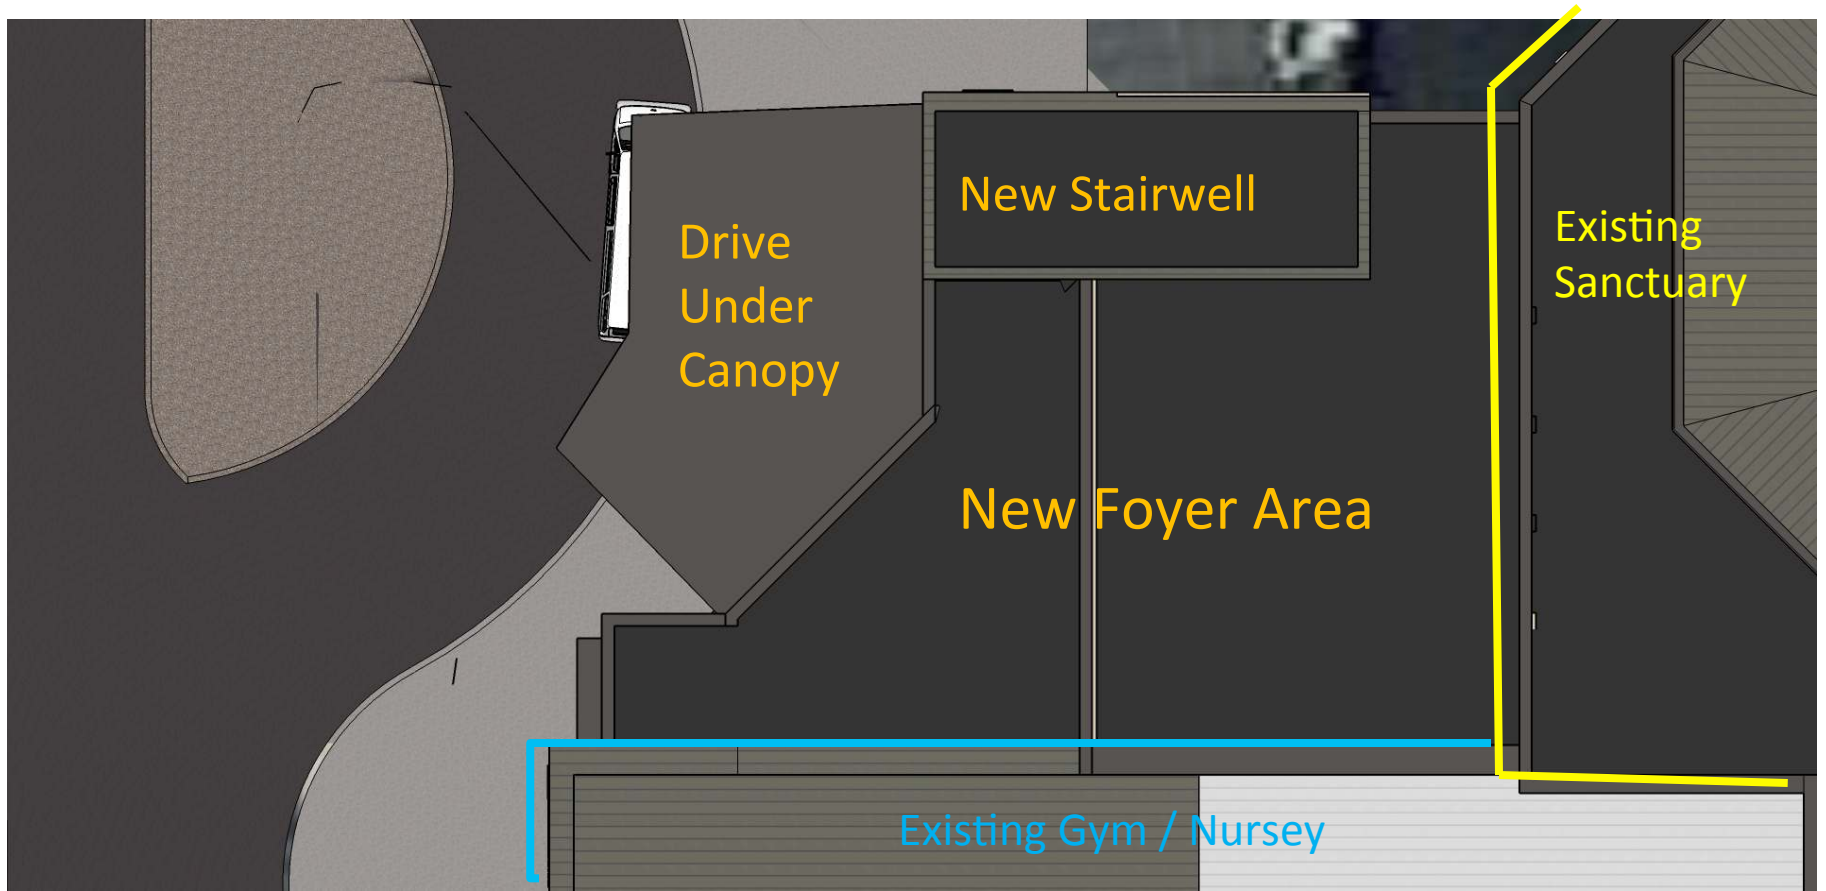 New Stairwell
Drive
Under
Canopy
Existing
Sanctuary
New Foyer Area
Existing Gym / Nursey